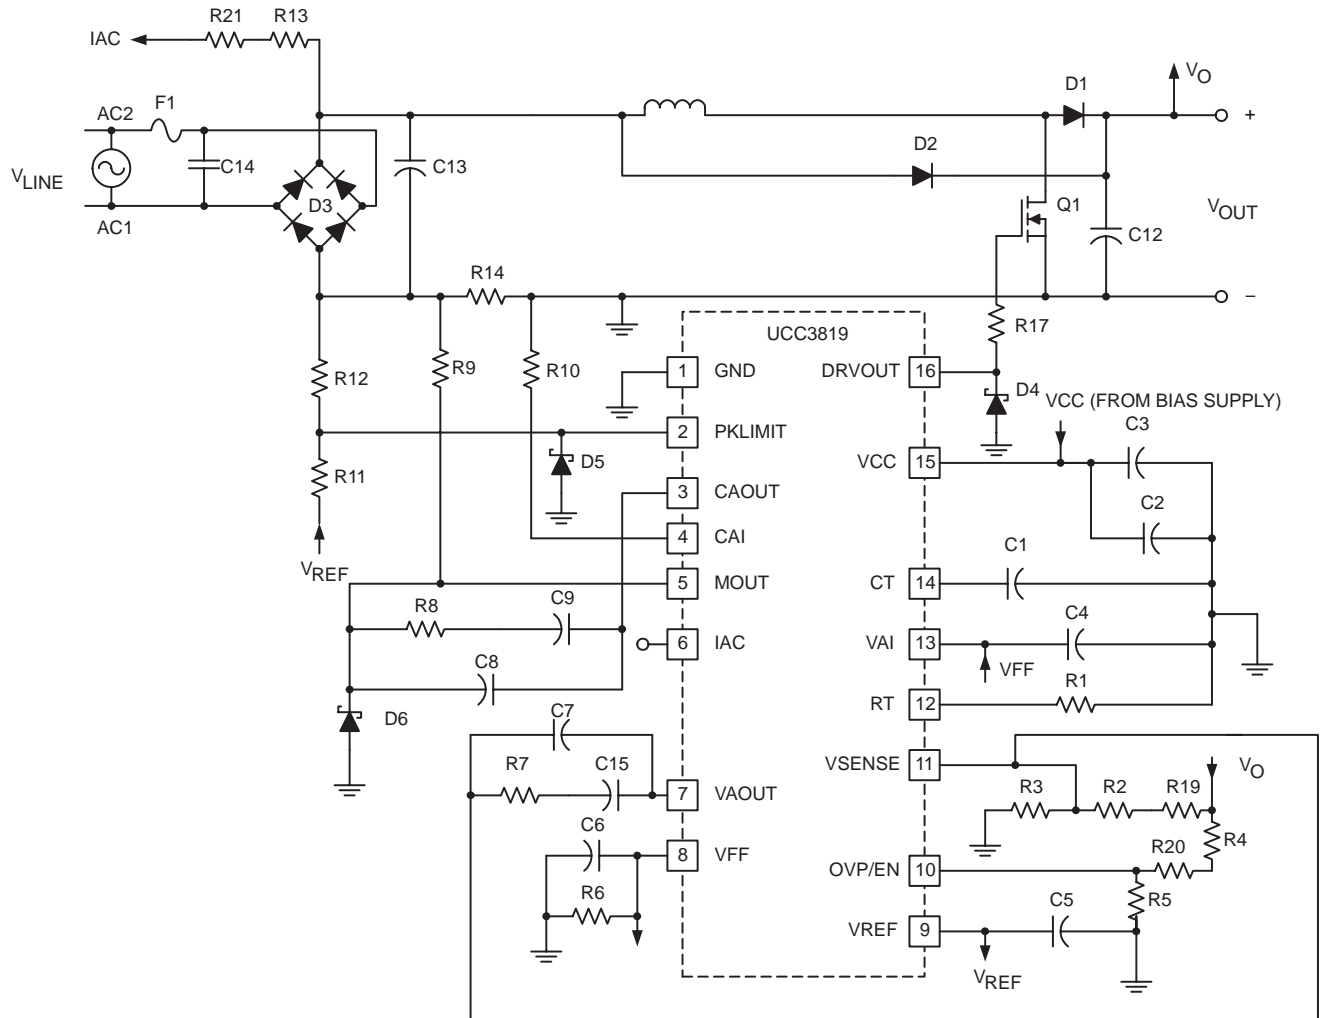 R21 R13
IAC
D1
VO
AC2 F1
+
C14
C13
D2
VLINE
D3
Q1
VOUT
AC1
C12
R14
−
UCC3819
R17
R12
R9
R10
1 GND
DRVOUT 16
D4
VCC (FROM BIAS SUPPLY)
C3
2 PKLIMIT
D5
VCC 15
R11
3 CAOUT
C2
4 CAI
C1
VREF
5 MOUT
CT 14
R8 C9
C4
6 IAC
VAI 13
VFF
C8
R1
RT 12
D6
C7
VSENSE 11
VO
R7 C15
R3 R2 R19
7 VAOUT
C6
R4
R20
8 VFF
OVP/EN 10
R6
C5
R5
VREF 9
VREF